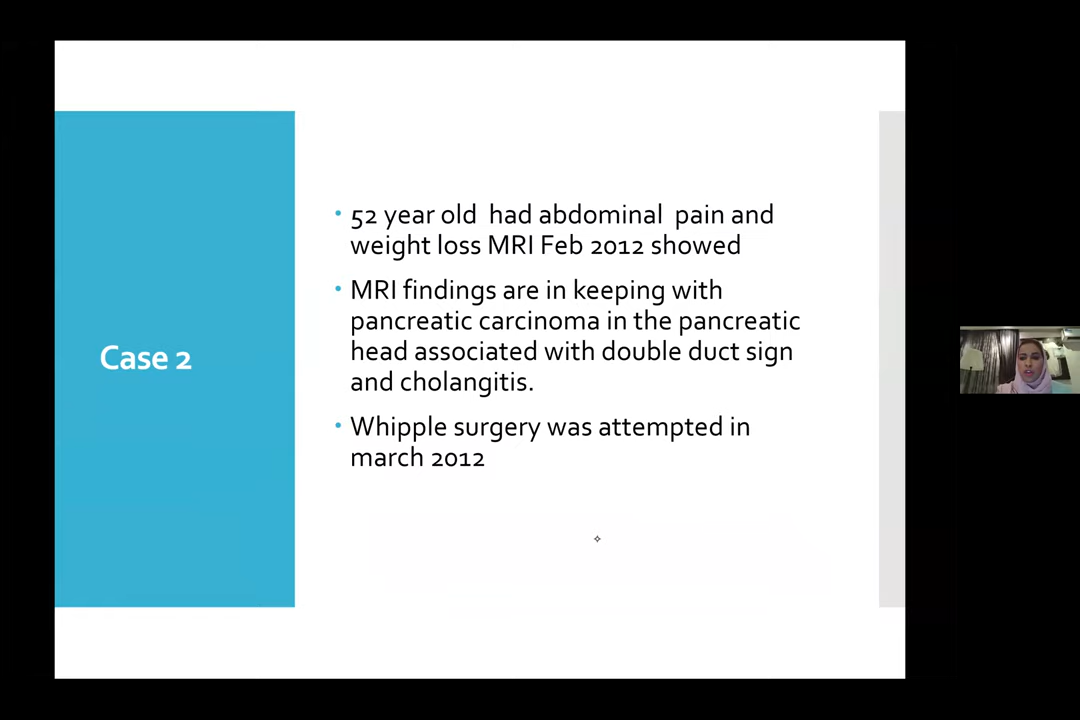 Case 2
• 52 year old had abdominal pain and
weight loss MRI Feb 2012 showed
• MRI findings are in keeping with
pancreatic carcinoma in the pancreatic
head associated with double duct sign
and cholangitis.
• Whipple surgery was attempted in
march 2012